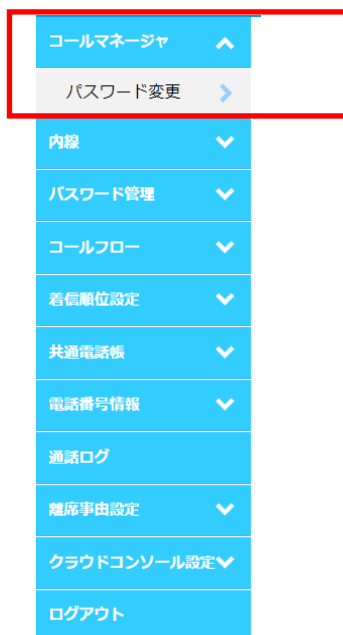 コールマネージャ
パスワード変更
内線
パスワード管理
コールフロー
着信順位設定
共通電話帳
電話番号情報
通話ログ
離席事由設定
クラウドコンソール設定
ログアウト